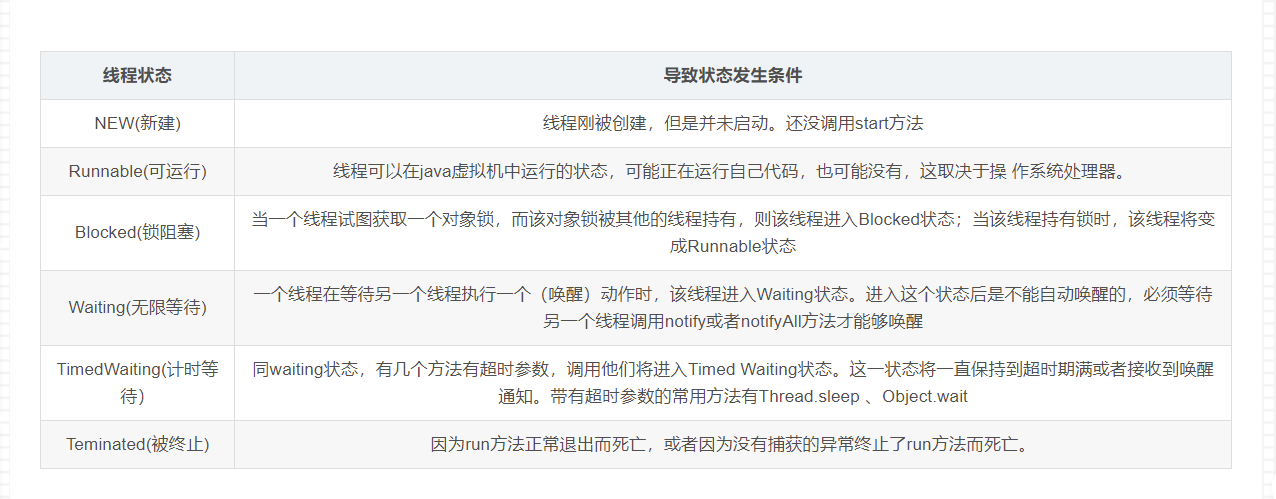 线程状态
导致状态发生条件
NEW(新建)
线程刚被创建，但是并未启动。还没调用start方法
Runnable(可运行)
线程可以在java虚拟机中运行的状态，可能正在运行自己代码，也可能没有，这取决于操 作系统处理器。
Blocked(锁阻塞)
当一个线程试图获取一个对象锁，而该对象锁被其他的线程持有，则该线程进入Blocked状态；当该线程持有锁时，该线程将变
成Runnable状态
Waiting(无限等待)
一个线程在等待另一个线程执行一个（唤醒）动作时，该线程进入Waiting状态。进入这个状态后是不能自动唤醒的，必须等待
另一个线程调用notify或者notifyAll方法才能够唤醒
TimedWaiting(计时等
待）
同waiting状态，有几个方法有超时参数，调用他们将进入Timed Waiting状态。这一状态将一直保持到超时期满或者接收到唤醒
通知。带有超时参数的常用方法有Thread.sleep 、Object.wait
Teminated(被终止)
因为run方法正常退出而死亡，或者因为没有捕获的异常终止了run方法而死亡。